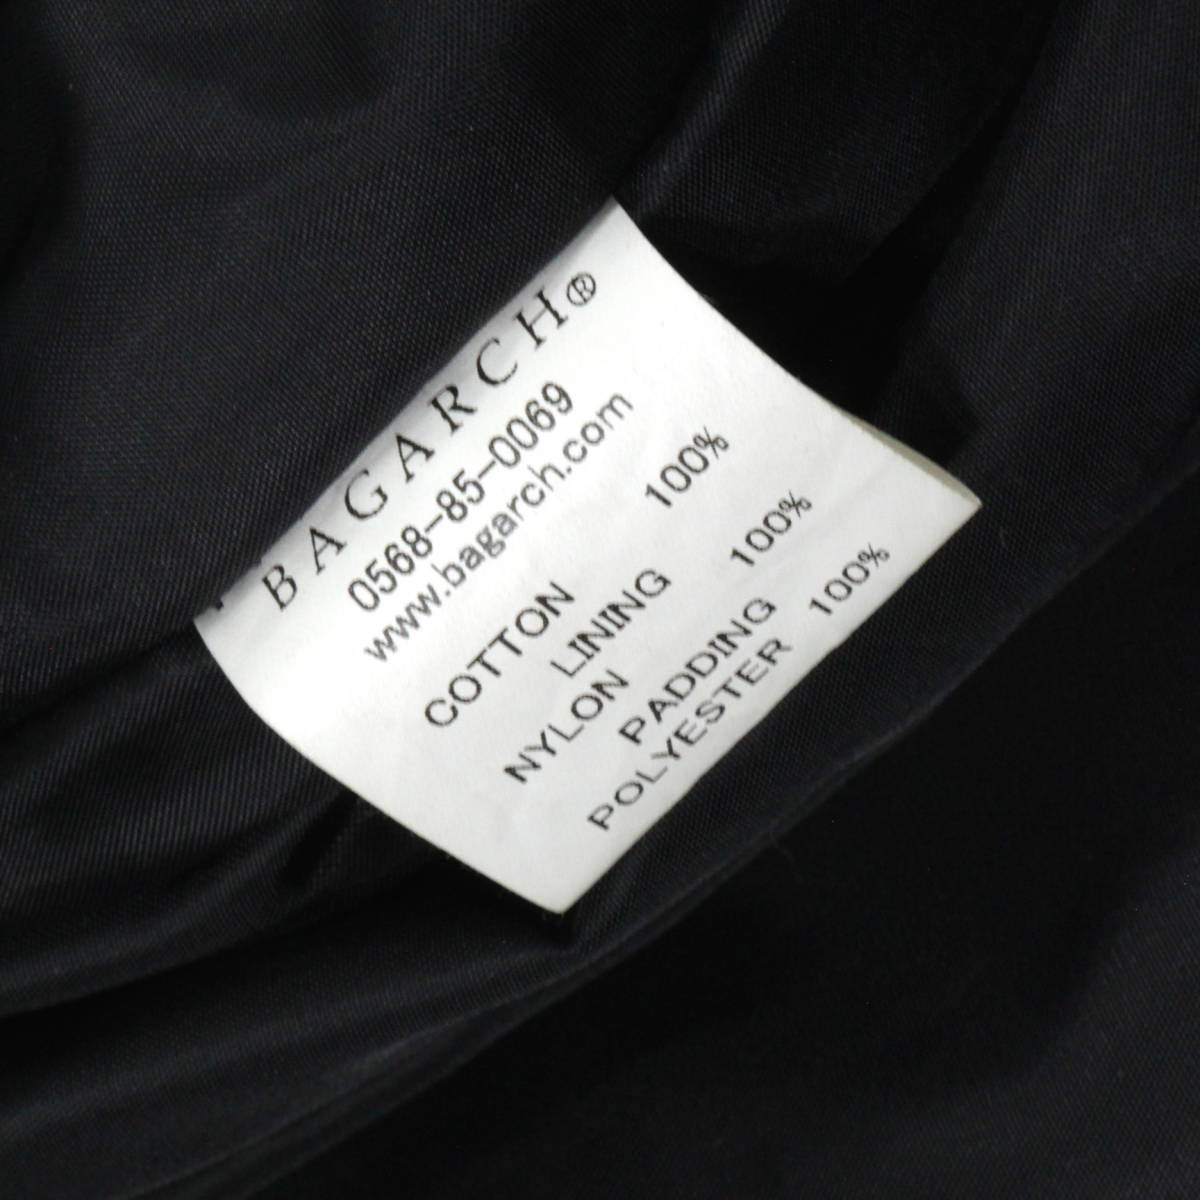 BAGARCH®
0568-85-0069
www.bagarch.com
COTTON 100%
LINING
NYLON 100%
PADDING
POLYESTER 100%